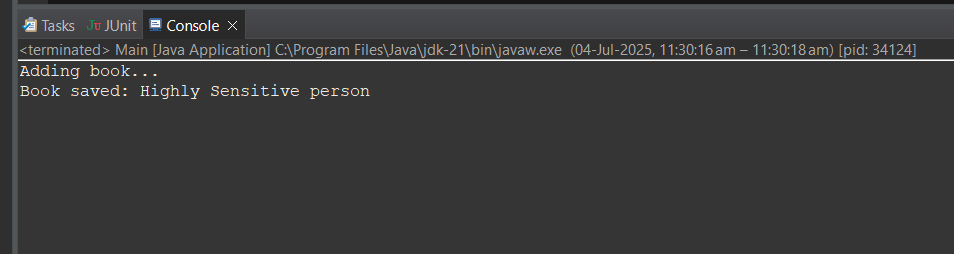 Tasks JUnit Console
<terminated> Main [Java Application] C:\Program Files\Java\jdk-21\bin\javaw.exe (04-Jul-2025, 11:30:16 am – 11:30:18 am) [pid: 34124]
Adding book...
Book saved: Highly Sensitive person